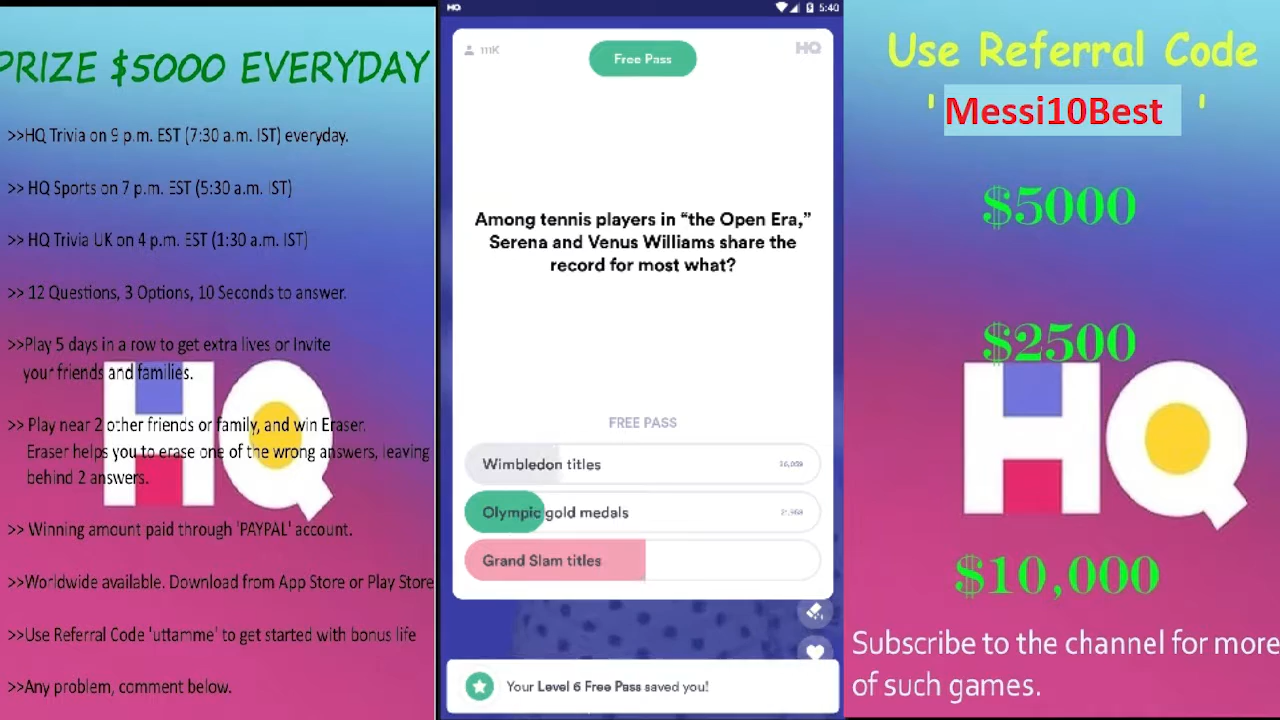 PRIZE $5000 EVERYDAY
>>HQ Trivia on 9 p.m. EST (7:30 a.m. IST) everyday.
>> HQ Sports on 7 p.m. EST (5:30 a.m. IST)
>> HQ Trivia UK on 4 p.m. EST (1:30 a.m. IST)
>> 12 Questions, 3 Options, 10 Seconds to answer.
>>Play 5 days in a row to get extra lives or Invite
your friends and families.
>> Play near 2 other friends or family, and win Eraser.
Eraser helps you to erase one of the wrong answers, leaving
behind 2 answers.
>> Winning amount paid through 'PAYPAL' account.
>>Worldwide available. Download from App Store or Play Store
>>Use Referral Code 'uttamme' to get started with bonus life
>>Any problem, comment below.
HQ
HQ
5:40
111K
Free Pass
HQ
Among tennis players in “the Open Era,”
Serena and Venus Williams share the
record for most what?
FREE PASS
Wimbledon titles
Olympic gold medals
Grand Slam titles
Your Level 6 Free Pass saved you!
Use Referral Code
' Messi10Best '
$5000
$2500
HQ
$10,000
Subscribe to the channel for more
of such games.